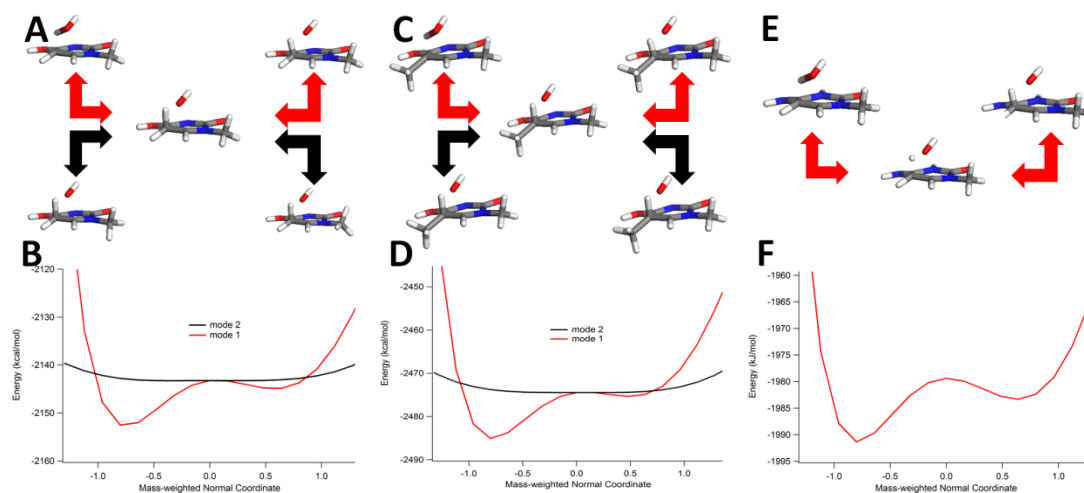 A
C
E
B
-2120
-2130
-2140
-2150
-2160
Energy (kcal/mol)
mode 2
mode 1
-1.0
-0.5
0.0
0.5
1.0
Mass-weighted Normal Coordinate
D
-2450
-2460
-2470
-2480
-2490
Energy (kcal/mol)
mode 2
mode 1
-1.0
-0.5
0.0
0.5
1.0
Mass-weighted Normal Coordinate
F
-1960
-1965
-1970
-1975
-1980
-1985
-1990
-1995
Energy (kJ/mol)
-1.0
-0.5
0.0
0.5
1.0
Mass-weighted Normal Coordinate